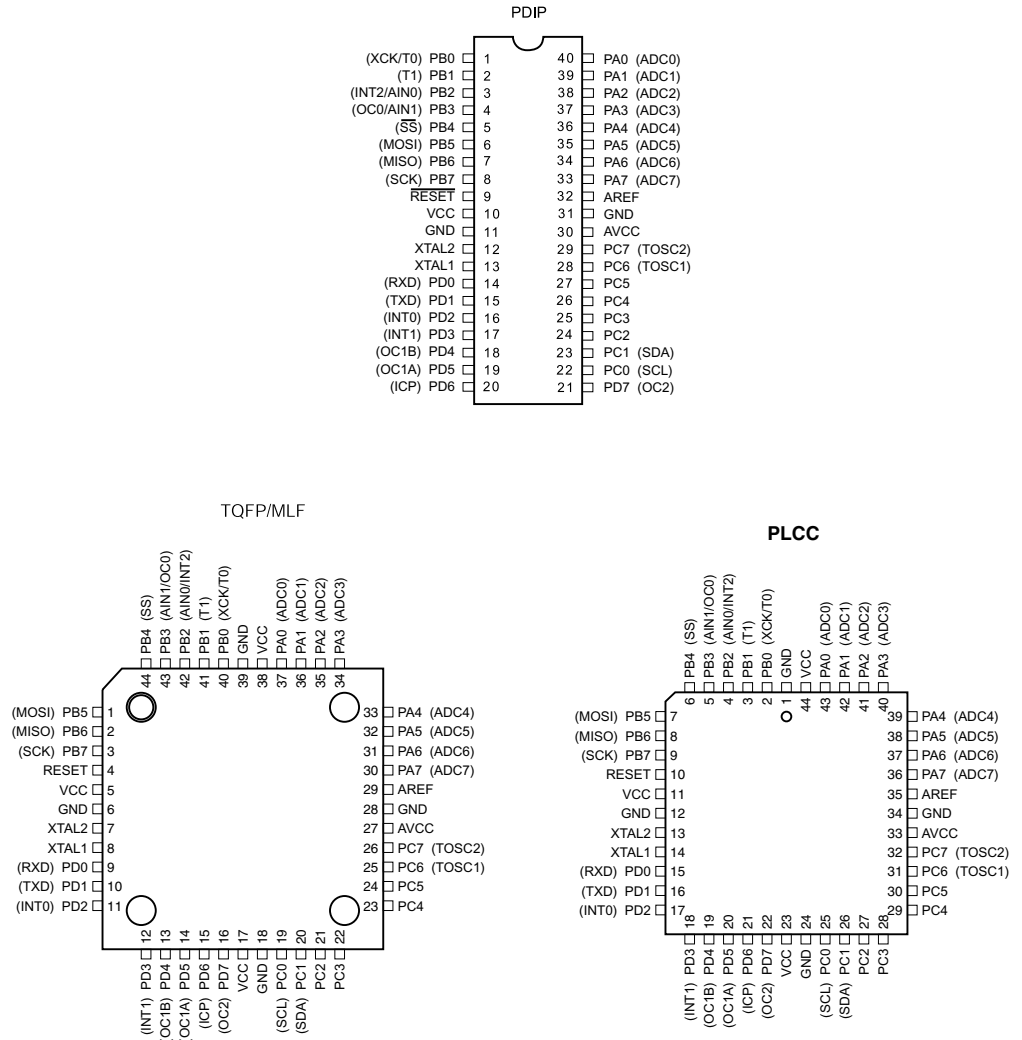 PDIP
(XCK/T0) PB0 1 40 PA0 (ADC0)
(T1) PB1 2 39 PA1 (ADC1)
(INT2/AIN0) PB2 3 38 PA2 (ADC2)
(OC0/AIN1) PB3 4 37 PA3 (ADC3)
(SS) PB4 5 36 PA4 (ADC4)
(MOSI) PB5 6 35 PA5 (ADC5)
(MISO) PB6 7 34 PA6 (ADC6)
(SCK) PB7 8 33 PA7 (ADC7)
RESET 9 32 AREF
VCC 10 31 GND
GND 11 30 AVCC
XTAL2 12 29 PC7 (TOSC2)
XTAL1 13 28 PC6 (TOSC1)
(RXD) PD0 14 27 PC5
(TXD) PD1 15 26 PC4
(INT0) PD2 16 25 PC3
(INT1) PD3 17 24 PC2
(OC1B) PD4 18 23 PC1 (SDA)
(OC1A) PD5 19 22 PC0 (SCL)
(ICP) PD6 20 21 PD7 (OC2)
TQFP/MLF
44 PB4 (SS)
43 PB3 (AIN1/OC0)
42 PB2 (AIN0/INT2)
41 PB1 (T1)
40 PB0 (XCK/T0)
39 GND
38 VCC
37 PA0 (ADC0)
36 PA1 (ADC1)
35 PA2 (ADC2)
34 PA3 (ADC3)
(MOSI) PB5 1 33 PA4 (ADC4)
(MISO) PB6 2 32 PA5 (ADC5)
(SCK) PB7 3 31 PA6 (ADC6)
RESET 4 30 PA7 (ADC7)
VCC 5 29 AREF
GND 6 28 GND
XTAL2 7 27 AVCC
XTAL1 8 26 PC7 (TOSC2)
(RXD) PD0 9 25 PC6 (TOSC1)
(TXD) PD1 10 24 PC5
(INT0) PD2 11 23 PC4
(INT1) PD3 12
(OC1B) PD4 13
(OC1A) PD5 14
(ICP) PD6 15
(OC2) PD7 16
VCC 17
GND 18
(SCL) PC0 19
(SDA) PC1 20
PC2 21
PC3 22
PLCC
6 PB4 (SS)
5 PB3 (AIN1/OC0)
4 PB2 (AIN0/INT2)
3 PB1 (T1)
2 PB0 (XCK/T0)
1 GND
44 VCC
43 PA0 (ADC0)
42 PA1 (ADC1)
41 PA2 (ADC2)
40 PA3 (ADC3)
(MOSI) PB5 7 39 PA4 (ADC4)
(MISO) PB6 8 38 PA5 (ADC5)
(SCK) PB7 9 37 PA6 (ADC6)
RESET 10 36 PA7 (ADC7)
VCC 11 35 AREF
GND 12 34 GND
XTAL2 13 33 AVCC
XTAL1 14 32 PC7 (TOSC2)
(RXD) PD0 15 31 PC6 (TOSC1)
(TXD) PD1 16 30 PC5
(INT0) PD2 17 29 PC4
(INT1) PD3 18
(OC1B) PD4 19
(OC1A) PD5 20
(ICP) PD6 21
(OC2) PD7 22
VCC 23
GND 24
(SCL) PC0 25
(SDA) PC1 26
PC2 27
PC3 28